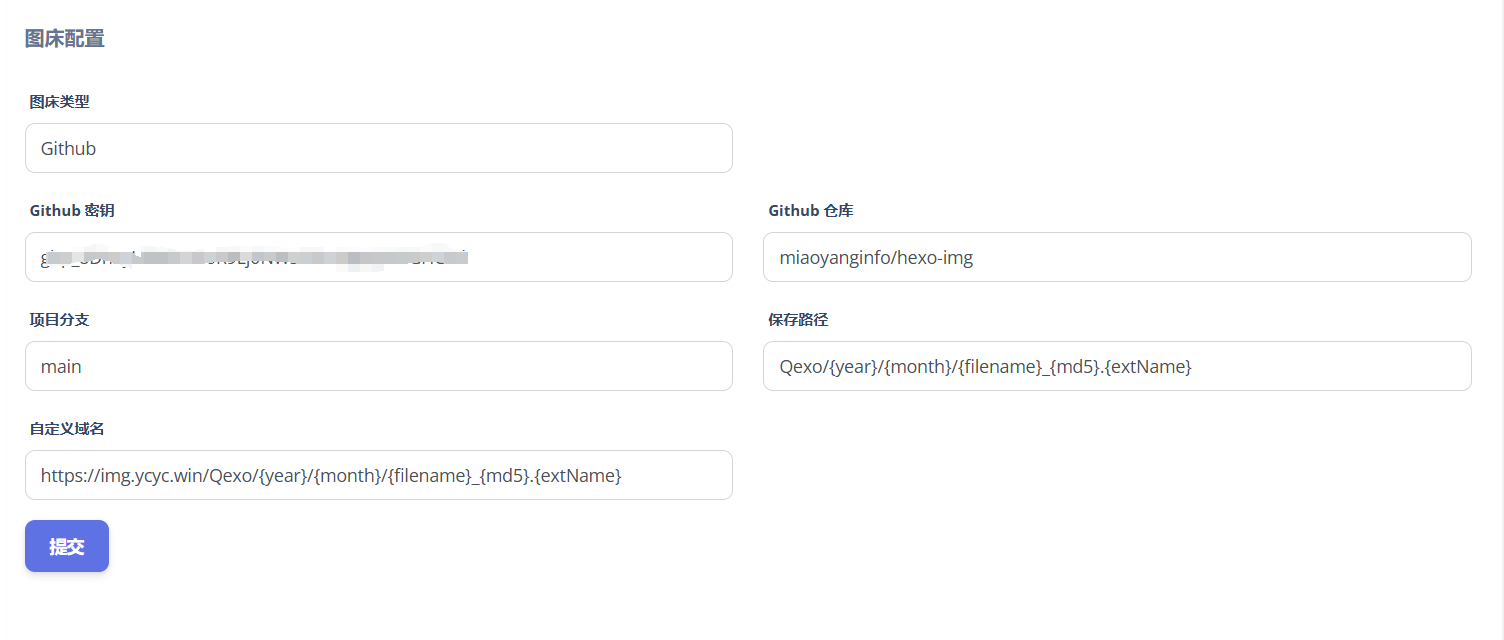 图床配置
图床类型
Github
Github 密钥
Github 仓库
miaoyanginfo/hexo-img
项目分支
保存路径
main
Qexo/{year}/{month}/{filename}_{md5}.{extName}
自定义域名
https://img.ycyc.win/Qexo/{year}/{month}/{filename}_{md5}.{extName}
提交